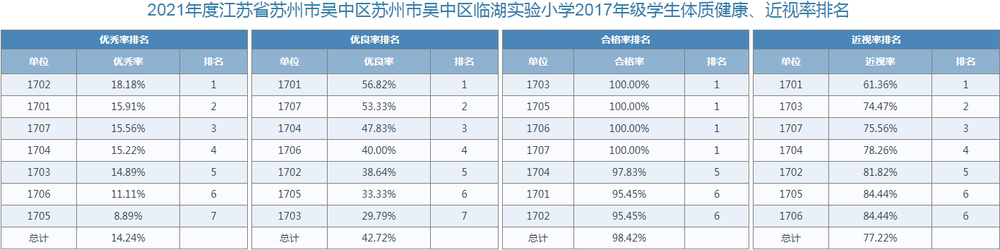 2021年度江苏省苏州市吴中区苏州市吴中区临湖实验小学2017年级学生体质健康、近视率排名
优秀率排名 优良率排名 合格率排名 近视率排名
单位 优秀率 排名 单位 优良率 排名 单位 合格率 排名 单位 近视率 排名
1702 18.18% 1 1701 56.82% 1 1703 100.00% 1 1701 61.36% 1
1701 15.91% 2 1707 53.33% 2 1705 100.00% 1 1703 74.47% 2
1707 15.56% 3 1704 47.83% 3 1706 100.00% 1 1707 75.56% 3
1704 15.22% 4 1706 40.00% 4 1707 100.00% 1 1704 78.26% 4
1703 14.89% 5 1702 38.64% 5 1704 97.83% 5 1702 81.82% 5
1706 11.11% 6 1705 33.33% 6 1701 95.45% 6 1705 84.44% 6
1705 8.89% 7 1703 29.79% 7 1702 95.45% 6 1706 84.44% 6
总计 14.24% 总计 42.72% 总计 98.42% 总计 77.22%